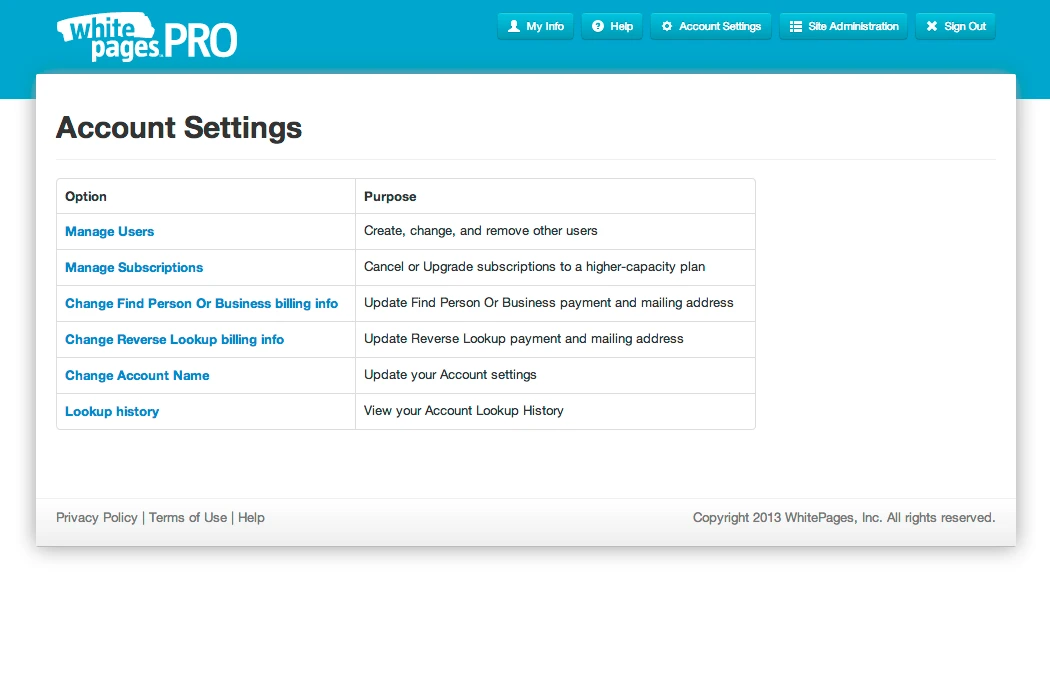 white pages.PRO
My Info Help Account Settings Site Administration Sign Out
Account Settings
Option Purpose
Manage Users Create, change, and remove other users
Manage Subscriptions Cancel or Upgrade subscriptions to a higher-capacity plan
Change Find Person Or Business billing info Update Find Person Or Business payment and mailing address
Change Reverse Lookup billing info Update Reverse Lookup payment and mailing address
Change Account Name Update your Account settings
Lookup history View your Account Lookup History
Privacy Policy | Terms of Use | Help Copyright 2013 WhitePages, Inc. All rights reserved.